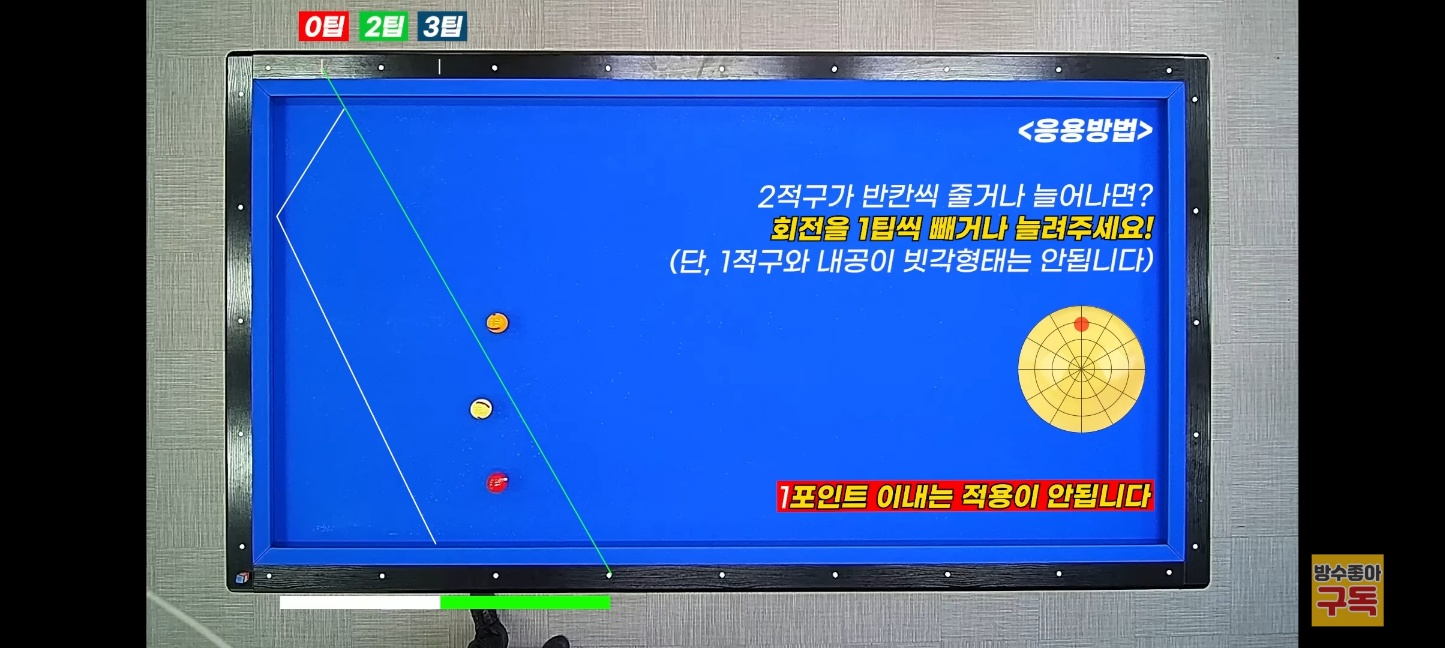 0팁 2팁 3팁
<응용방법>
2적구가 반칸씩 줄거나 늘어나면?
회전을 1팁씩 빼거나 늘려주세요!
(단, 1적구와 내공이 빗각형태는 안됩니다)
1포인트 이내는 적용이 안됩니다
방수좋아
구독